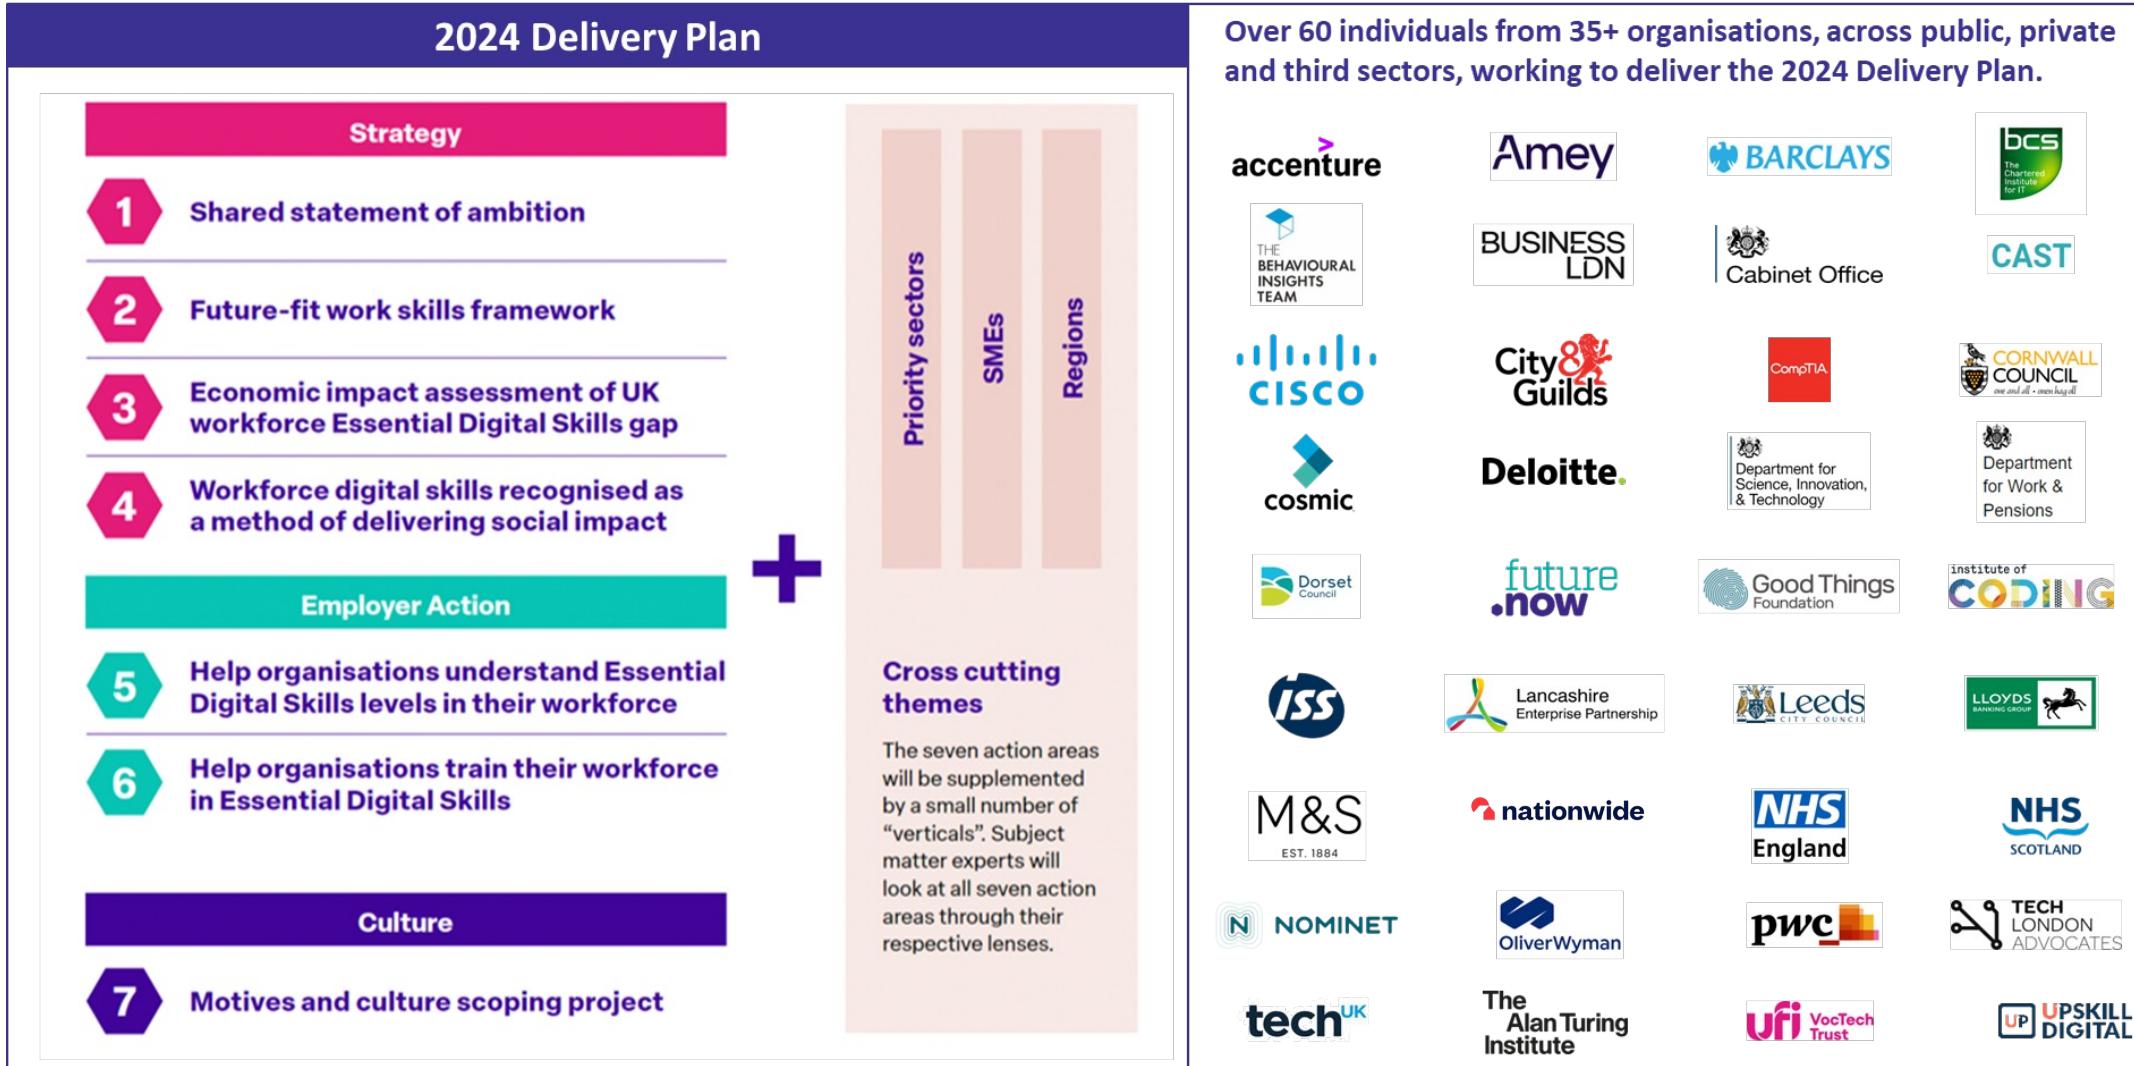 2024 Delivery Plan
Strategy
1
Shared statement of ambition
2
Future-fit work skills framework
3
Economic impact assessment of UK
workforce Essential Digital Skills gap
4
Workforce digital skills recognised as
a method of delivering social impact
Employer Action
5
Help organisations understand Essential
Digital Skills levels in their workforce
6
Help organisations train their workforce
in Essential Digital Skills
Culture
7
Motives and culture scoping project
+
Priority sectors
SMEs
Regions
Cross cutting
themes
The seven action areas
will be supplemented
by a small number of
“verticals”. Subject
matter experts will
look at all seven action
areas through their
respective lenses.
Over 60 individuals from 35+ organisations, across public, private
and third sectors, working to deliver the 2024 Delivery Plan.
accenture
Amey
BARCLAYS
bcs
The
Chartered
Institute
for IT
THE
BEHAVIOURAL
INSIGHTS
TEAM
BUSINESS
LDN
Cabinet Office
CAST
CISCO
City&
Guilds
CompTIA
CORNWALL
COUNCIL
one and all • onen hag oll
cosmic
Deloitte.
Department for
Science, Innovation,
& Technology
Department
for Work &
Pensions
Dorset
Council
future
.now
Good Things
Foundation
institute of
CODING
ISS
Lancashire
Enterprise Partnership
Leeds
CITY COUNCIL
LLOYDS
BANKING GROUP
M&S
EST. 1884
nationwide
NHS
England
NHS
SCOTLAND
N NOMINET
OliverWyman
pwc
TECH
LONDON
ADVOCATES
techUK
The
Alan Turing
Institute
ufi VocTech
Trust
UP UPSKILL
DIGITAL